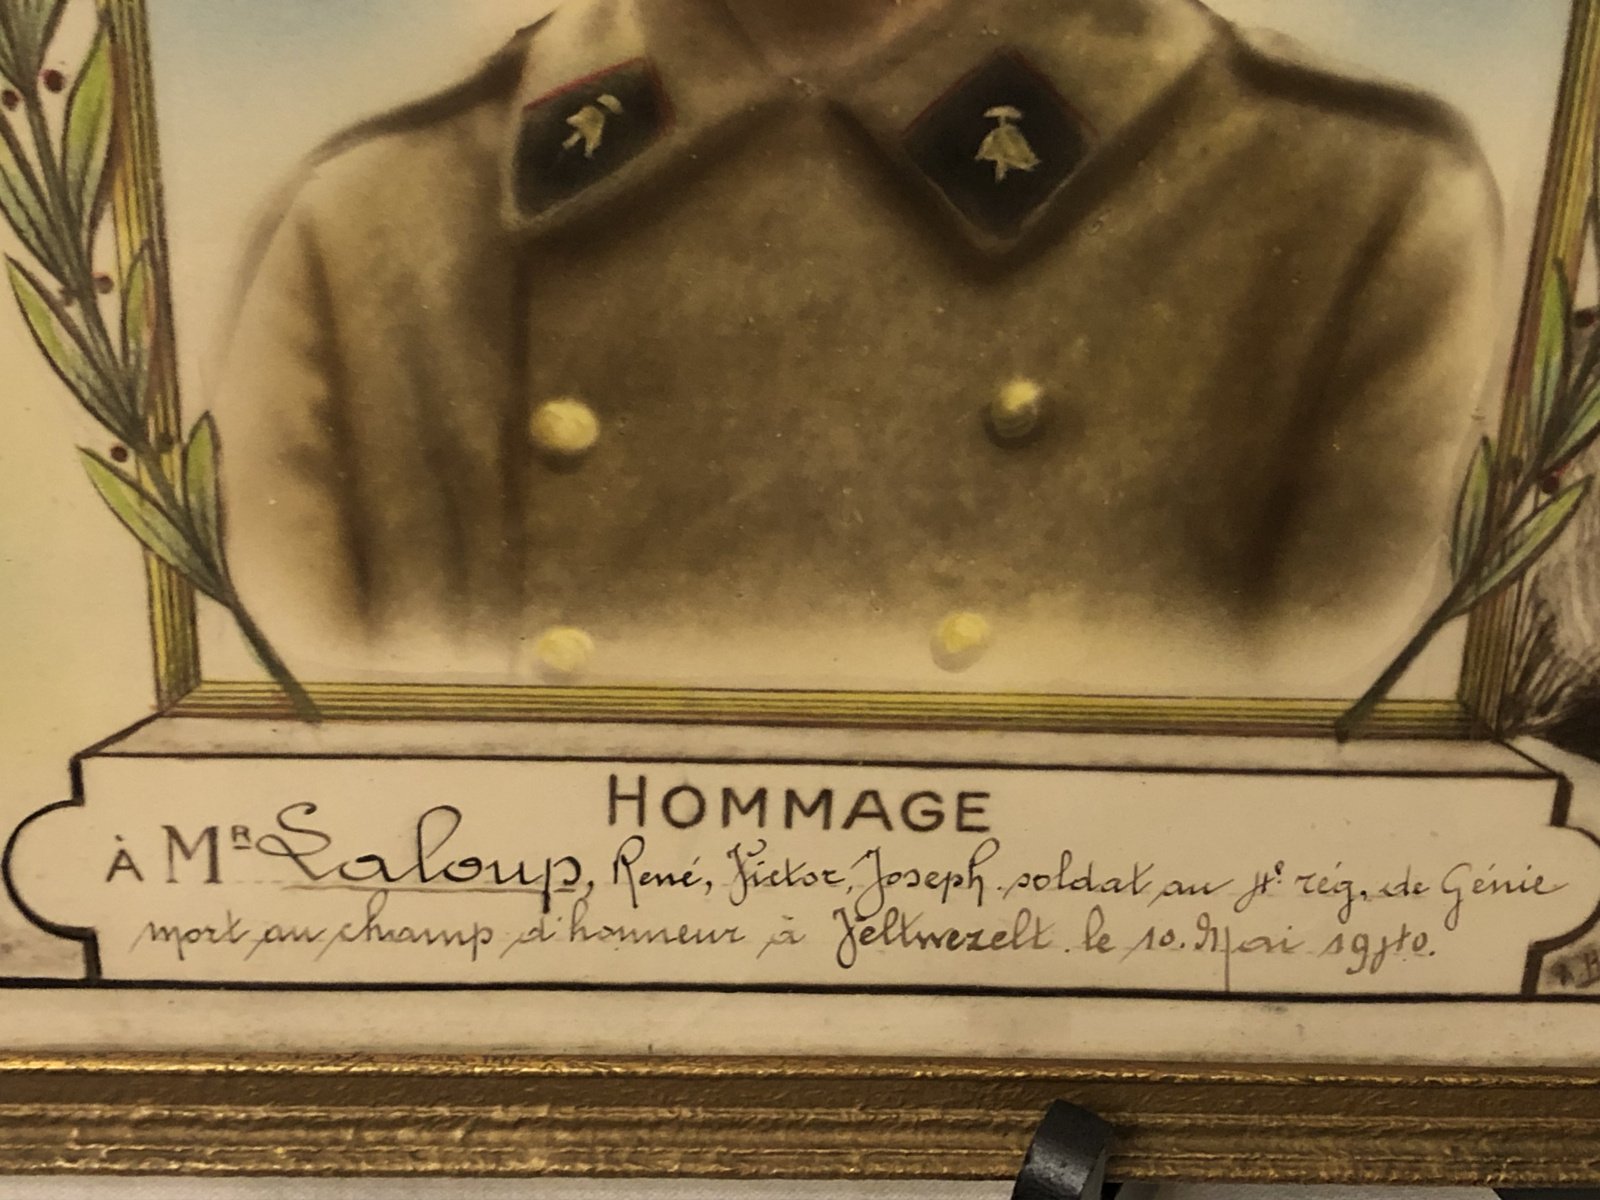 HOMMAGE
À Mʀ Laloup, René, Victor, Joseph. soldat au 4ᵉ rég. de Génie
mort au champ d'honneur à Veltwezelt. le 10. Mai 1940.